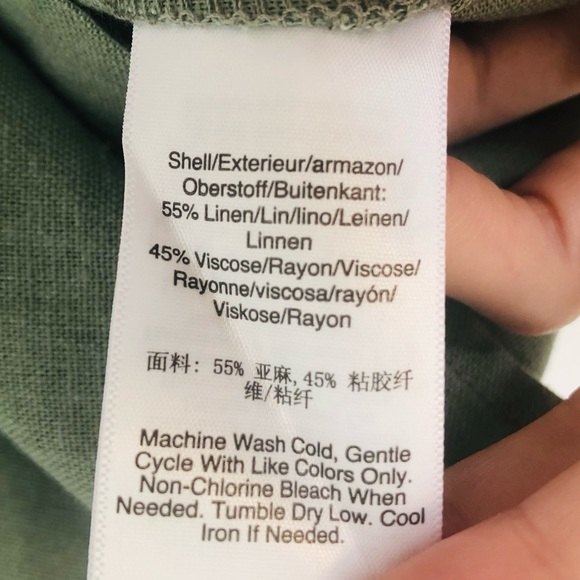 Shell/Exterieur/armazon/
Oberstoff/Buitenkant:
55% Linen/Lin/lino/Leinen/
Linnen
45% Viscose/Rayon/Viscose/
Rayonne/viscosa/rayón/
Viskose/Rayon
面料: 55% 亚麻, 45% 粘胶纤
维/粘纤
Machine Wash Cold, Gentle
Cycle With Like Colors Only.
Non-Chlorine Bleach When
Needed. Tumble Dry Low. Cool
Iron If Needed.